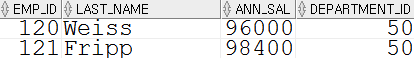 EMP_ID LAST_NAME ANN_SAL DEPARTMENT_ID
120 Weiss 96000 50
121 Fripp 98400 50